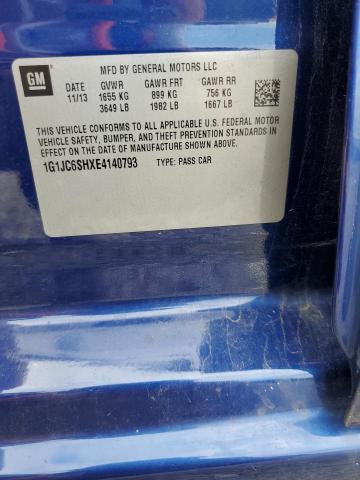 GM
MFD BY GENERAL MOTORS LLC
DATE GVWR GAWR FRT GAWR RR
11/13 1655 KG 899 KG 756 KG
3649 LB 1982 LB 1667 LB
THIS VEHICLE CONFORMS TO ALL APPLICABLE U.S. FEDERAL MOTOR
VEHICLE SAFETY, BUMPER, AND THEFT PREVENTION STANDARDS IN
EFFECT ON THE DATE OF MANUFACTURE SHOWN ABOVE.
1G1JC6SHXE4140793 TYPE: PASS CAR